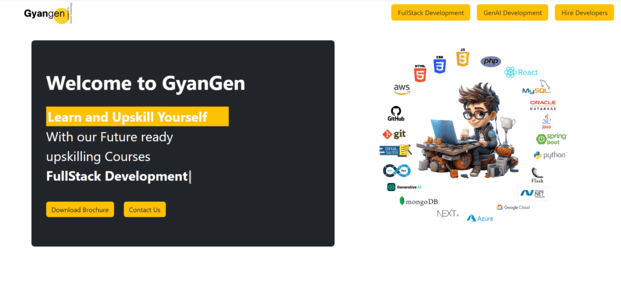 Gyangen
FullStack Development
GenAI Development
Hire Developers
Welcome to GyanGen
Learn and Upskill Yourself
With our Future ready
upskilling Courses
FullStack Development|
Download Brochure
Contact Us
JS
CSS
HTML
php
React
aws
MySQL
ORACLE
DATABASE
GitHub
Java
git
spring
boot
python
Flask
Generative AI
mongoDB.
.NET
Google Cloud
NEXT
Azure